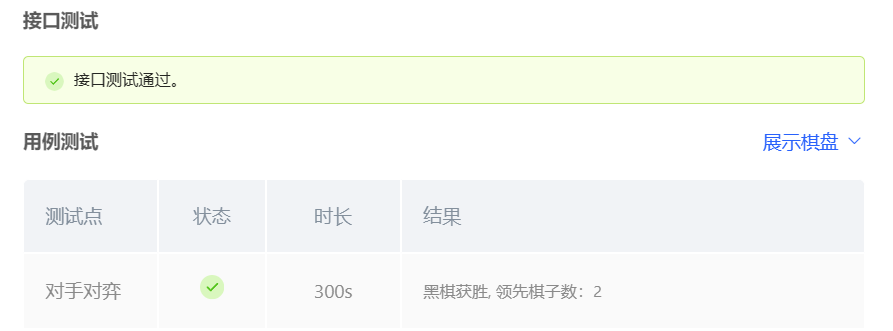 接口测试
接口测试通过。
用例测试
展示棋盘
测试点 状态 时长 结果
对手对弈 300s 黑棋获胜, 领先棋子数：2